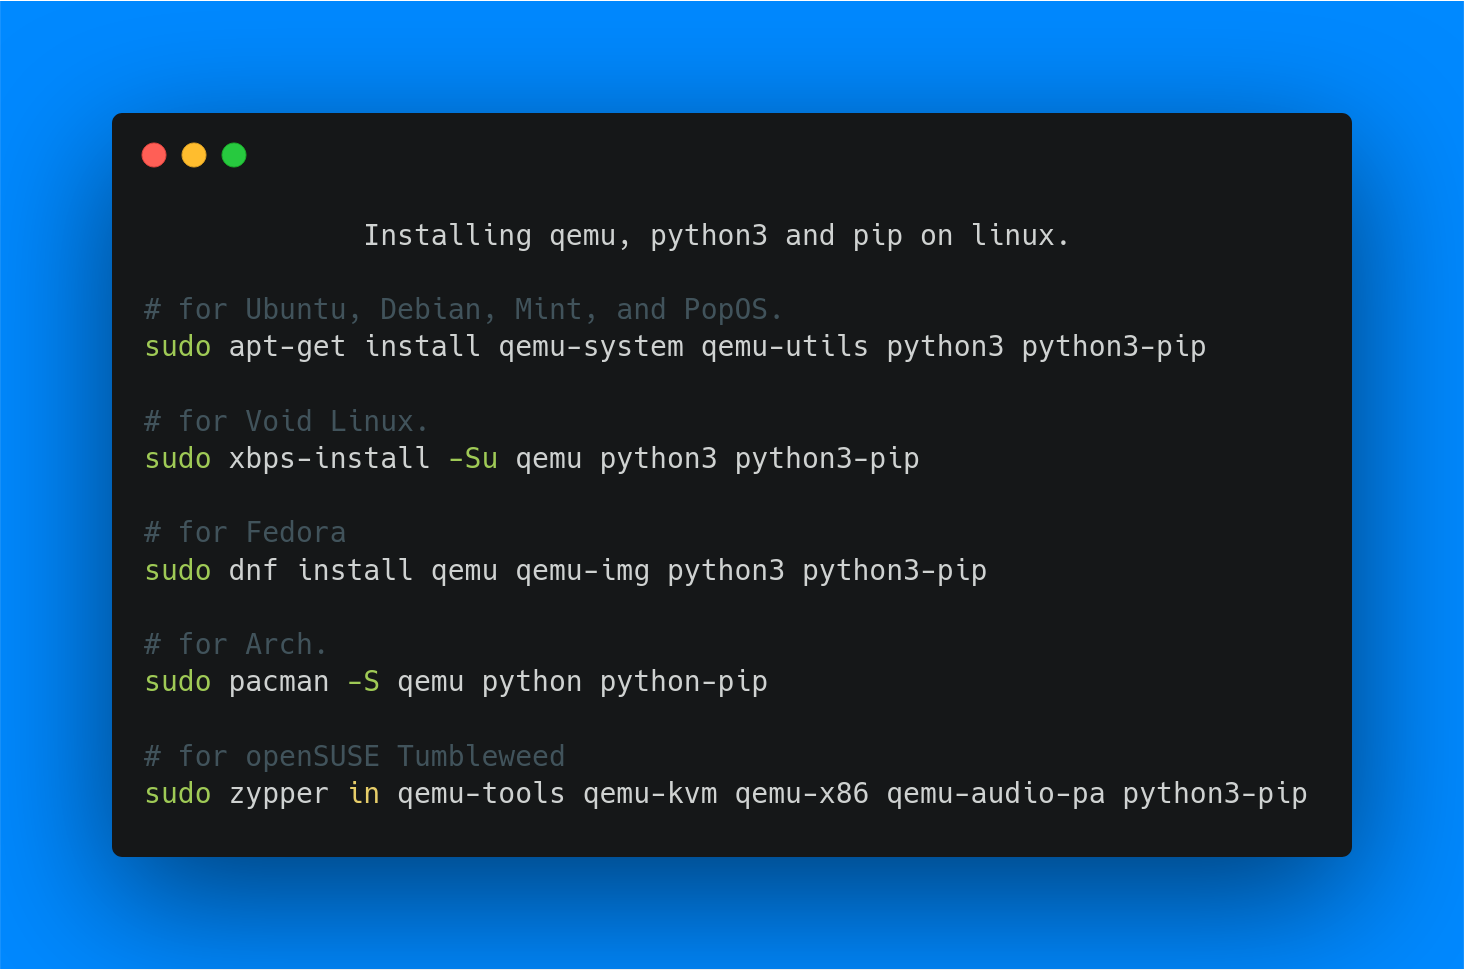 Installing qemu, python3 and pip on linux.
# for Ubuntu, Debian, Mint, and PopOS.
sudo apt-get install qemu-system qemu-utils python3 python3-pip
# for Void Linux.
sudo xbps-install -Su qemu python3 python3-pip
# for Fedora
sudo dnf install qemu qemu-img python3 python3-pip
# for Arch.
sudo pacman -S qemu python python-pip
# for openSUSE Tumbleweed
sudo zypper in qemu-tools qemu-kvm qemu-x86 qemu-audio-pa python3-pip